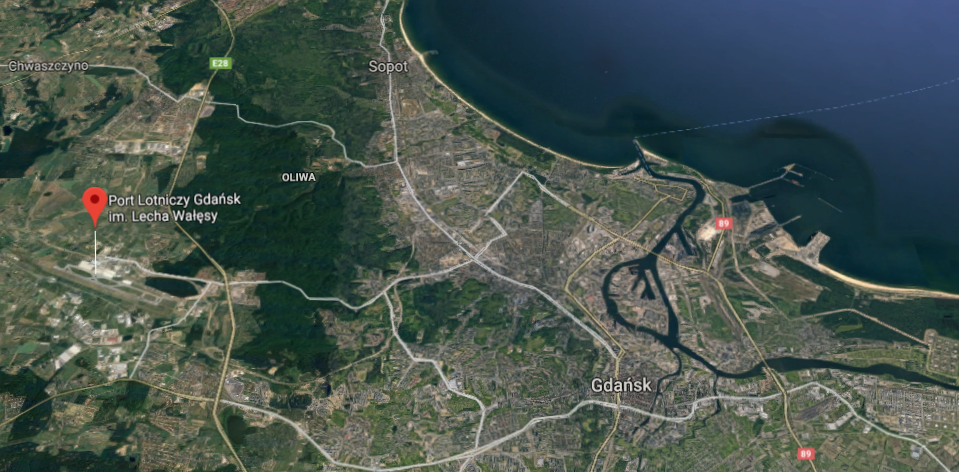 E28
Chwaszczyno
Sopot
OLIWA
Port Lotniczy Gdańsk
im. Lecha Wałęsy
89
Gdańsk
89